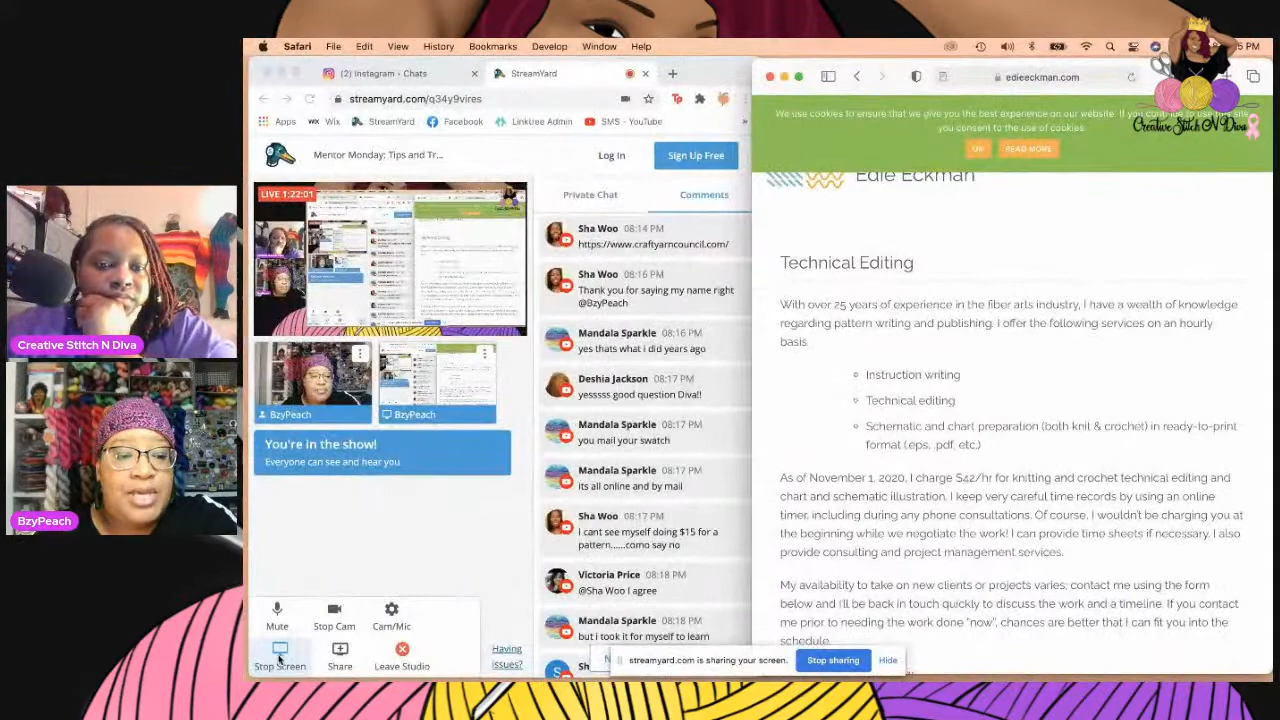 Safari File Edit View History Bookmarks Develop Window Help
5 PM
(2) Instagram - Chats
StreamYard
streamyard.com/q34y9vires
Apps
Wix
StreamYard
Facebook
Linktree Admin
SMS - YouTube
Mentor Monday: Tips and Tr...
Log In
Sign Up Free
LIVE 1:22:01
BzyPeach
BzyPeach
You're in the show!
Everyone can see and hear you
Mute
Stop Cam
Cam/Mic
Stop Screen
Share
Leave Studio
Having
issues?
Private Chat
Comments
Sha Woo 08:14 PM
https://www.craftyarncouncil.com/
Sha Woo 08:16 PM
Thank you for saying my name right
@BzyPeach
Mandala Sparkle 08:16 PM
yes thats what i did years ago
Deshia Jackson 08:17 PM
yesssss good question Diva!!
Mandala Sparkle 08:17 PM
you mail your swatch
Mandala Sparkle 08:17 PM
its all online and by mail
Sha Woo 08:17 PM
I cant see myself doing $15 for a
pattern......como say no
Victoria Price 08:18 PM
@Sha Woo I agree
Mandala Sparkle 08:18 PM
but i took it for myself to learn
streamyard.com is sharing your screen.
Stop sharing
Hide
edieeckman.com
We use cookies to ensure that we give you the best experience on our website. If you continue to use this site,
you consent to the use of cookies.
OK
READ MORE
Creative Stitch N Diva
Edie Eckman
Technical Editing
With over 25 years of experience in the fiber arts industry, I have a wealth of knowledge
regarding pattern writing and publishing. I offer the following services on an hourly
basis
Instruction writing
Technical editing
Schematic and chart preparation (both knit & crochet) in ready-to-print
format (.eps, .pdf, etc.)
As of November 1, 2020, I charge $42/hr for knitting and crochet technical editing and
chart and schematic illustration. I keep very careful time records by using an online
timer, including during any phone consultations. Of course, I wouldn't be charging you at
the beginning while we negotiate the work! I can provide time sheets if necessary. I also
provide consulting and project management services.
My availability to take on new clients or projects varies; contact me using the form
below and I'll be back in touch quickly to discuss the work and a timeline. If you contact
me prior to needing the work done "now", chances are better that I can fit you into the
schedule.
Creative Stitch N Diva
BzyPeach